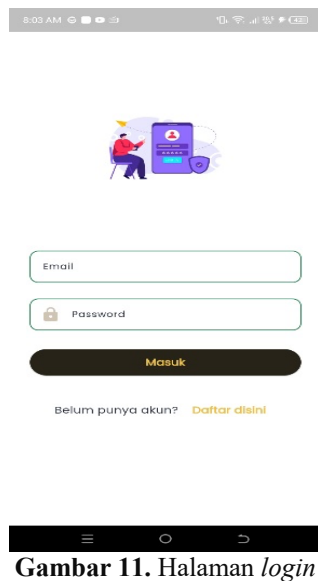 8:03 AM
Email
Password
Masuk
Belum punya akun? Daftar disini
Gambar 11. Halaman login